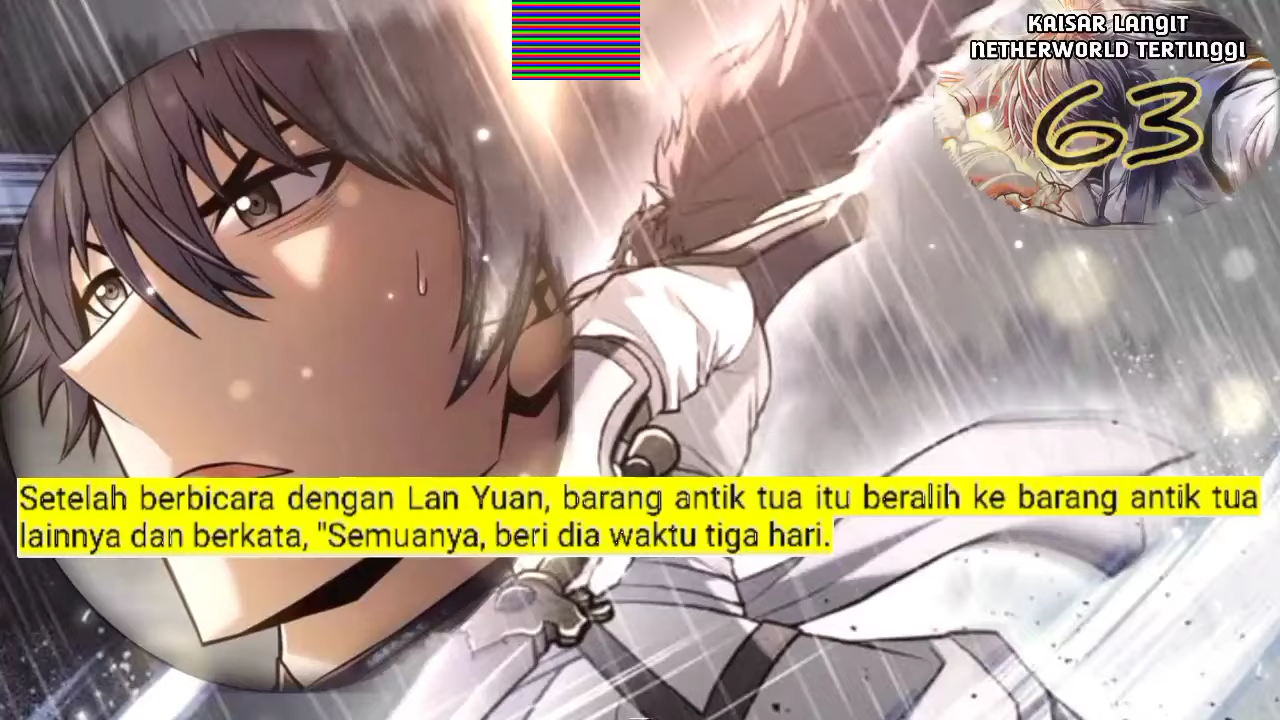 KAISAR LANGIT
NETHERWORLD TERTINGGI
63
Setelah berbicara dengan Lan Yuan, barang antik tua itu beralih ke barang antik tua
lainnya dan berkata, "Semuanya, beri dia waktu tiga hari.